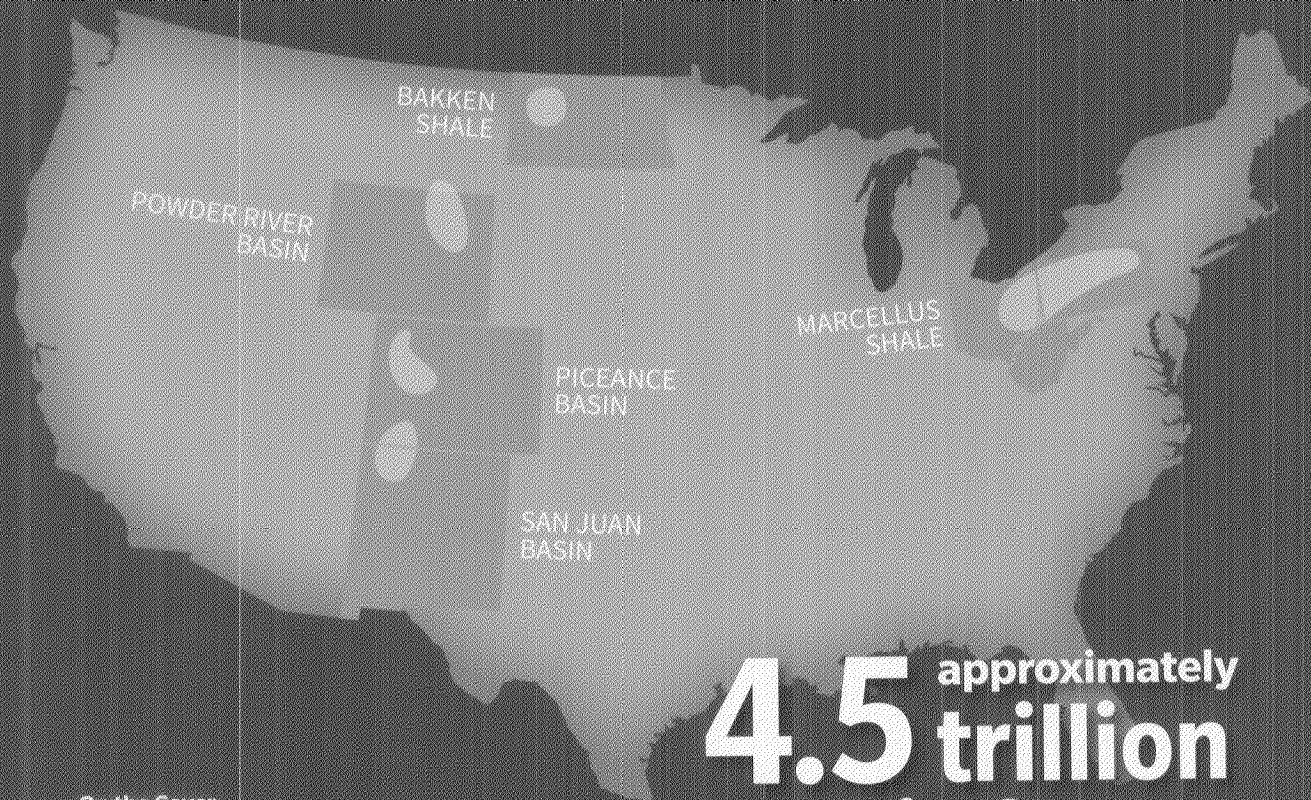 BAKKEN
SHALE
POWDER RIVER
BASIN
MARCELLUS
SHALE
PICEANCE
BASIN
SAN JUAN
BASIN
4.5 approximately
trillion